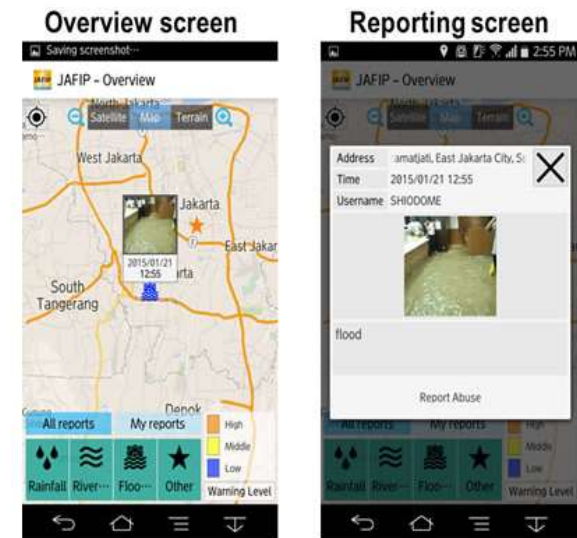 Overview screen
Saving screenshot…
JAFIP – Overview
North Jakarta
Satellite Map Terrain
West Jakarta
Jakarta
East Jakar
2015/01/21
12:55
rta
South
Tangerang
Depok
All reports My reports
High
Middle
Low
Rainfall River… Floo… Other
Warning Level
Reporting screen
2:55 PM
JAFIP – Overview
Address :amatjati, East Jakarta City, S
Time 2015/01/21 12:55
Username SHIODOME
flood
Report Abuse
All reports My reports
High
Middle
Low
Rainfall River… Floo… Other
Warning Level